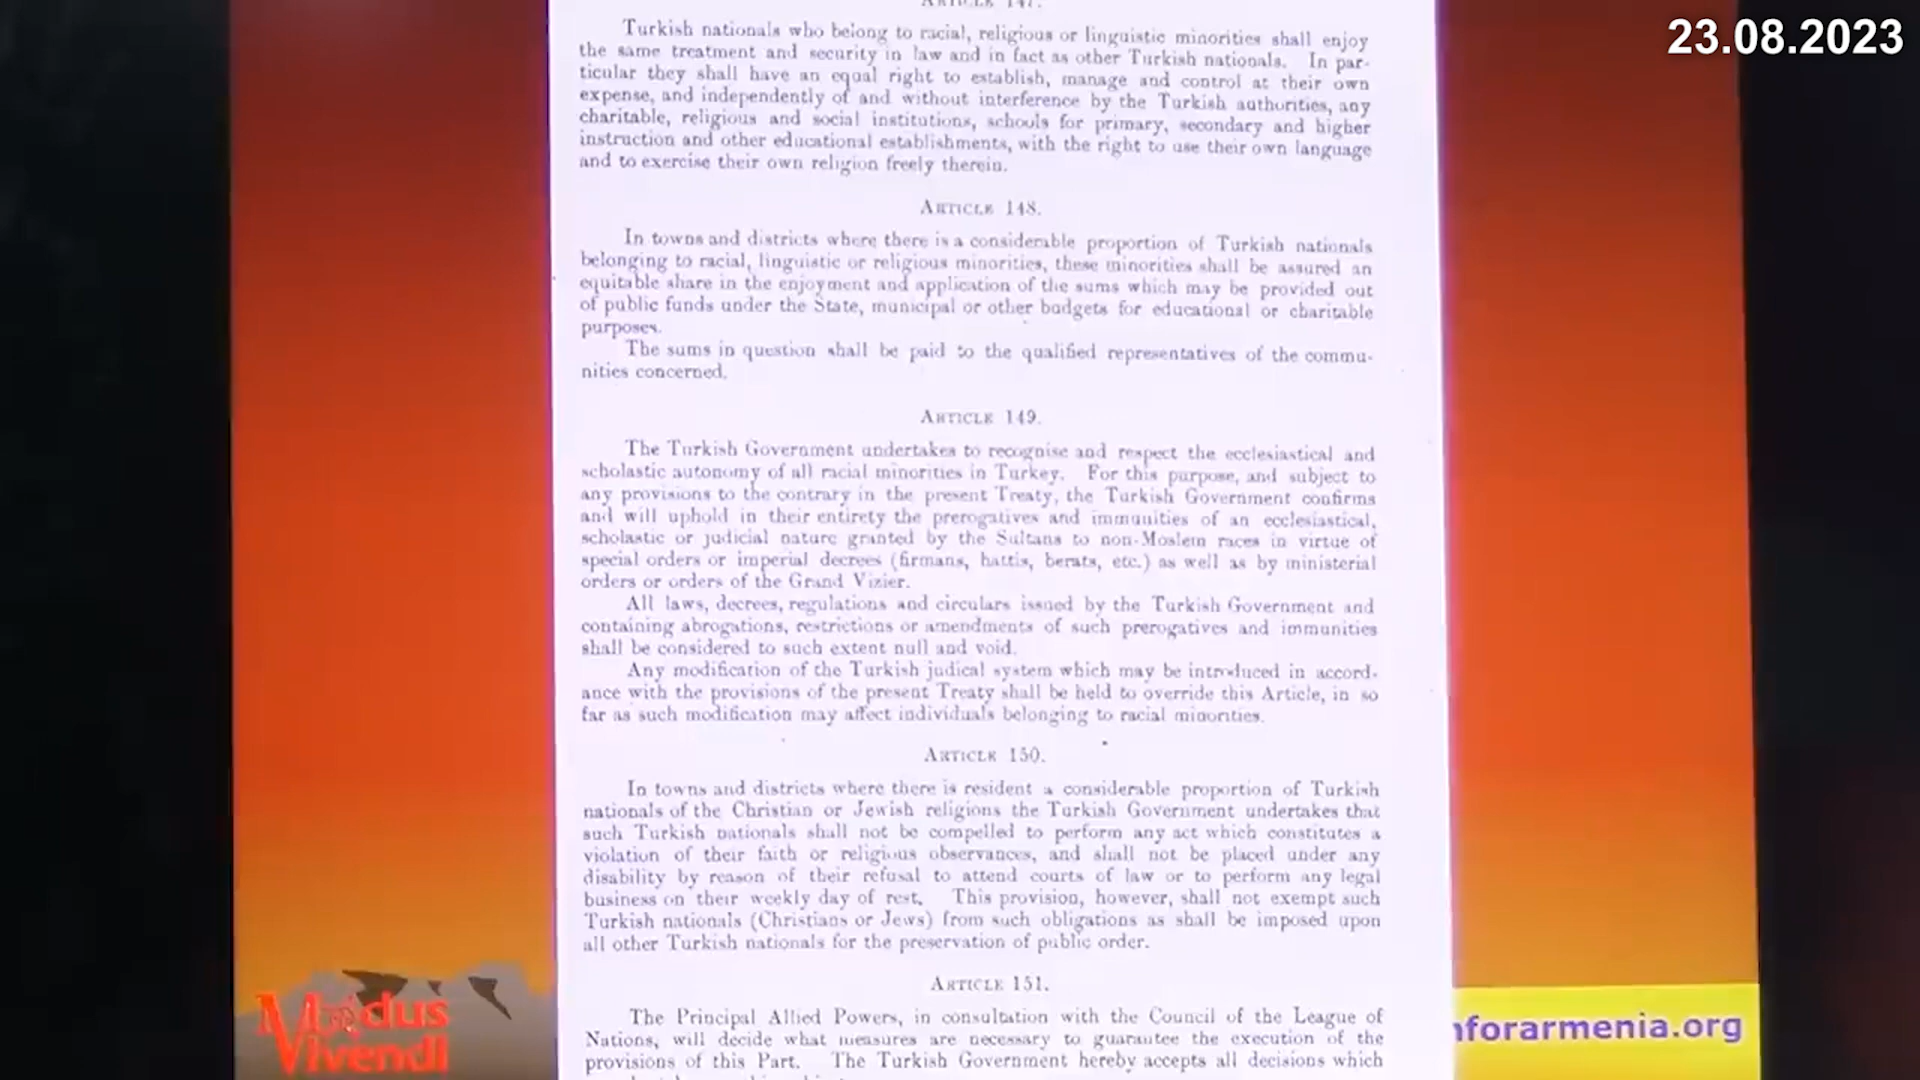 23.08.2023
ARTICLE 147.
Turkish nationals who belong to racial, religious or linguistic minorities shall enjoy
the same treatment and security in law and in fact as other Turkish nationals. In par-
ticular they shall have an equal right to establish, manage and control at their own
expense, and independently of and without interference by the Turkish authorities, any
charitable, religious and social institutions, schools for primary, secondary and higher
instruction and other educational establishments, with the right to use their own language
and to exercise their own religion freely therein.
ARTICLE 148.
In towns and districts where there is a considerable proportion of Turkish nationals
belonging to racial, linguistic or religious minorities, these minorities shall be assured an
equitable share in the enjoyment and application of the sums which may be provided out
of public funds under the State, municipal or other budgets for educational or charitable
purposes.
The sums in question shall be paid to the qualified representatives of the commu-
nities concerned.
ARTICLE 149.
The Turkish Government undertakes to recognise and respect the ecclesiastical and
scholastic autonomy of all racial minorities in Turkey. For this purpose, and subject to
any provisions to the contrary in the present Treaty, the Turkish Government confirms
and will uphold in their entirety the prerogatives and immunities of an ecclesiastical,
scholastic or judicial nature granted by the Sultans to non-Moslem races in virtue of
special orders or imperial decrees (firmans, hattis, berats, etc.) as well as by ministerial
orders or orders of the Grand Vizier.
All laws, decrees, regulations and circulars issued by the Turkish Government and
containing abrogations, restrictions or amendments of such prerogatives and immunities
shall be considered to such extent null and void.
Any modification of the Turkish judical system which may be introduced in accord-
ance with the provisions of the present Treaty shall be held to override this Article, in so
far as such modification may affect individuals belonging to racial minorities.
ARTICLE 150.
In towns and districts where there is resident a considerable proportion of Turkish
nationals of the Christian or Jewish religions the Turkish Government undertakes that
such Turkish nationals shall not be compelled to perform any act which constitutes a
violation of their faith or religious observances, and shall not be placed under any
disability by reason of their refusal to attend courts of law or to perform any legal
business on their weekly day of rest. This provision, however, shall not exempt such
Turkish nationals (Christians or Jews) from such obligations as shall be imposed upon
all other Turkish nationals for the preservation of public order.
ARTICLE 151.
The Principal Allied Powers, in consultation with the Council of the League of
Nations, will decide what measures are necessary to guarantee the execution of the
provisions of this Part. The Turkish Government hereby accepts all decisions which
Modus
Vivendi
nforarmenia.org